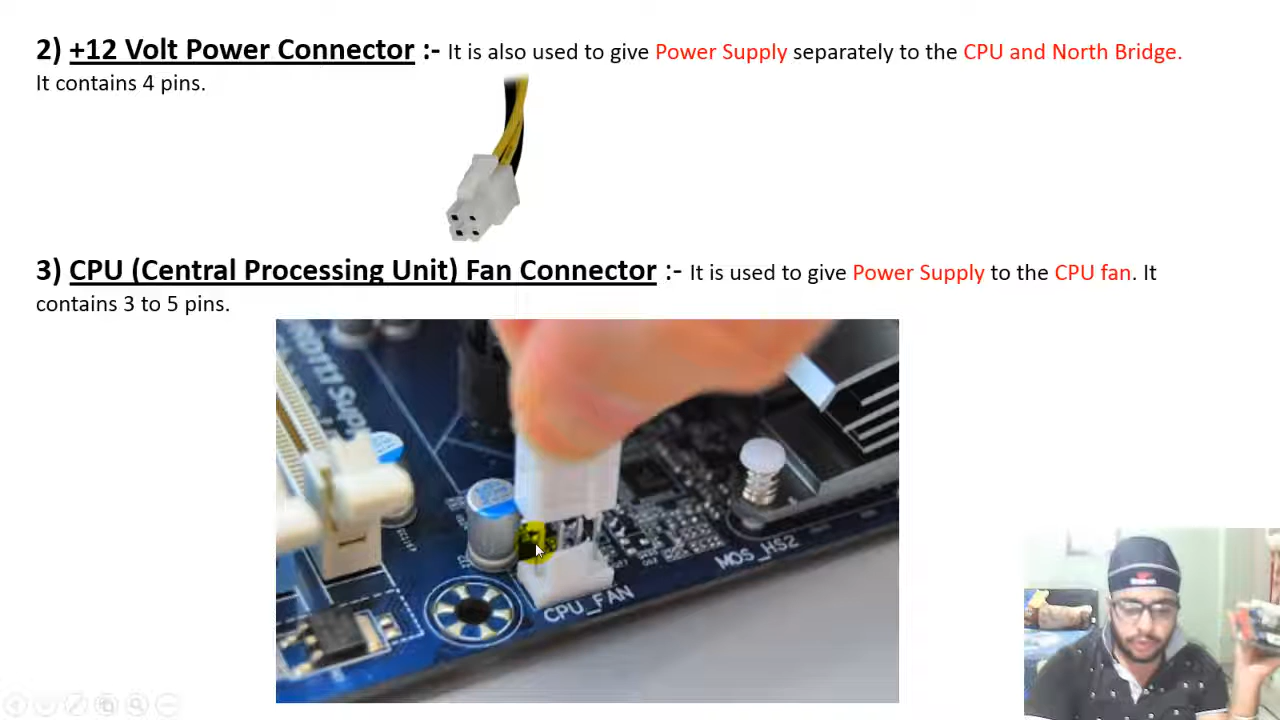 2) +12 Volt Power Connector :- It is also used to give Power Supply separately to the CPU and North Bridge.
It contains 4 pins.
3) CPU (Central Processing Unit) Fan Connector :- It is used to give Power Supply to the CPU fan. It
contains 3 to 5 pins.
MOS_HS2
CPU_FAN